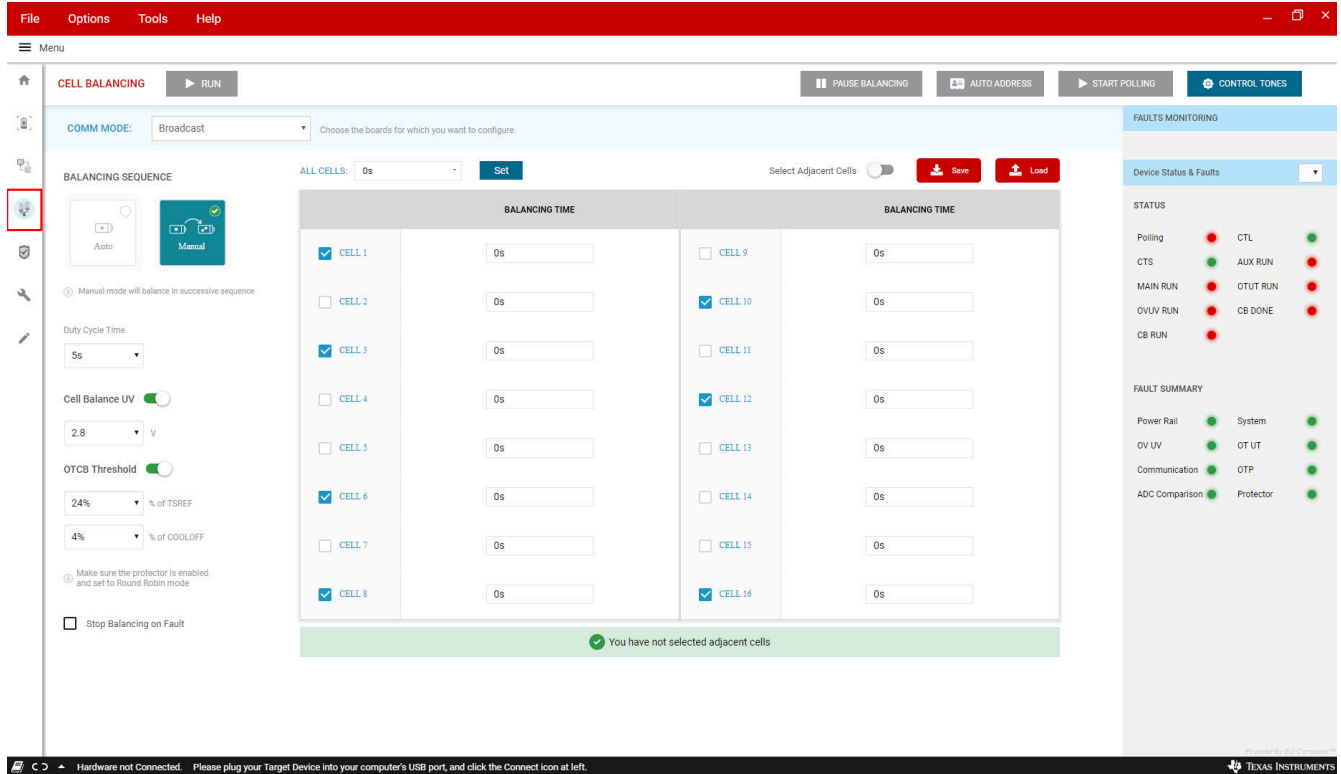 File Options Tools Help
Menu
CELL BALANCING RUN PAUSE BALANCING AUTO ADDRESS START POLLING CONTROL TONES
COMM MODE: Broadcast Choose the boards for which you want to configure.
BALANCING SEQUENCE
Auto
Manual
Manual mode will balance in successive sequence
Duty Cycle Time
5s
Cell Balance UV
2.8 V
OTCB Threshold
24% % of TSREF
4% % of COOLOFF
Make sure the protector is enabled
and set to Round Robin mode
Stop Balancing on Fault
ALL CELLS: 0s Set Select Adjacent Cells Save Load
BALANCING TIME BALANCING TIME
CELL 1 0s CELL 9 0s
CELL 2 0s CELL 10 0s
CELL 3 0s CELL 11 0s
CELL 4 0s CELL 12 0s
CELL 5 0s CELL 13 0s
CELL 6 0s CELL 14 0s
CELL 7 0s CELL 15 0s
CELL 8 0s CELL 16 0s
You have not selected adjacent cells
FAULTS MONITORING
Device Status & Faults
STATUS
Polling CTL
CTS AUX RUN
MAIN RUN OTUT RUN
OVUV RUN CB DONE
CB RUN
FAULT SUMMARY
Power Rail System
OV UV OT UT
Communication OTP
ADC Comparison Protector
Powered By GUI Composer™
Hardware not Connected. Please plug your Target Device into your computer's USB port, and click the Connect icon at left. TEXAS INSTRUMENTS